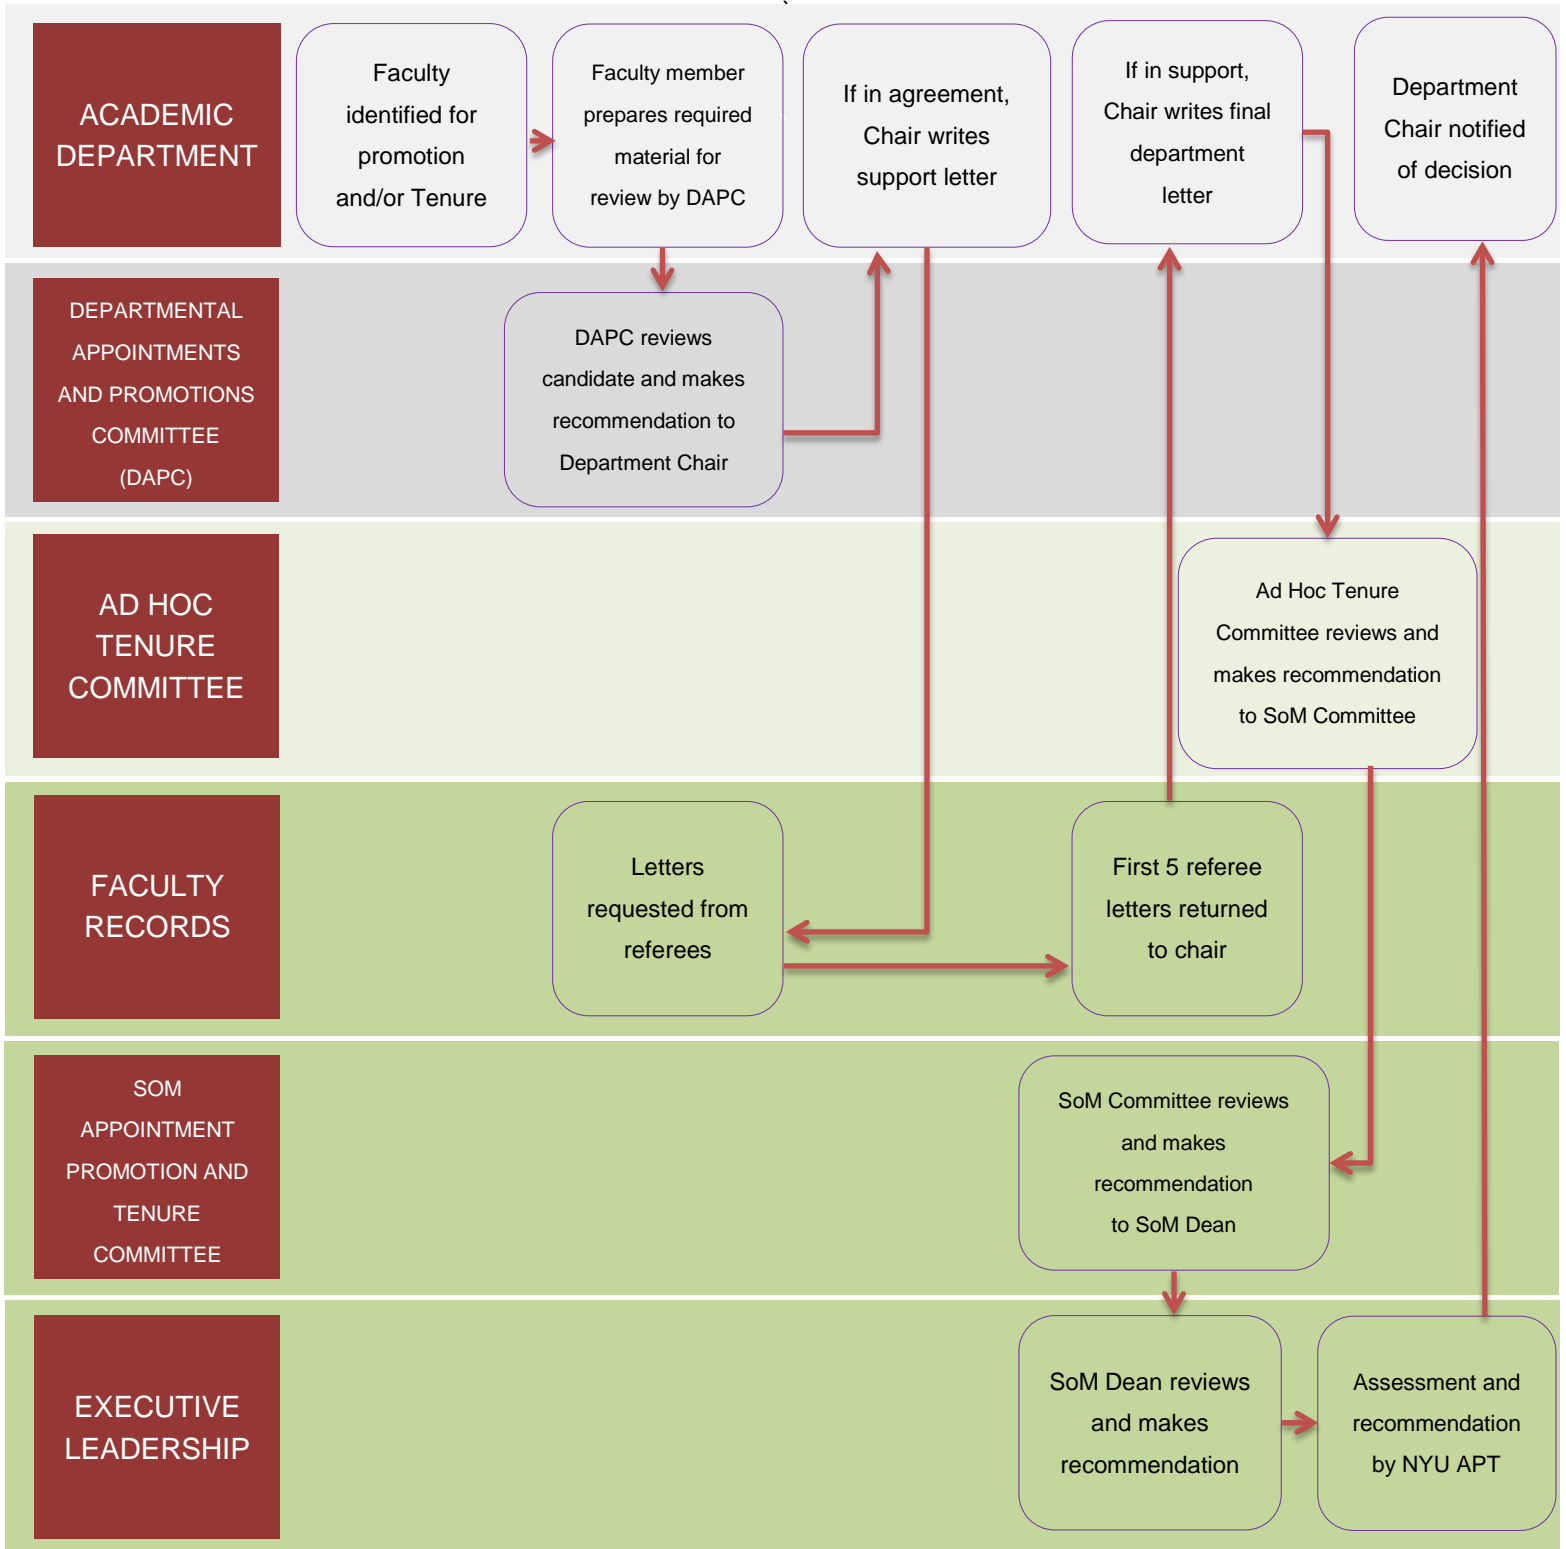 ACADEMIC
DEPARTMENT
Faculty
identified for
promotion
and/or Tenure
Faculty member
prepares required
material for
review by DAPC
If in agreement,
Chair writes
support letter
If in support,
Chair writes final
department
letter
Department
Chair notified
of decision
DEPARTMENTAL
APPOINTMENTS
AND PROMOTIONS
COMMITTEE
(DAPC)
DAPC reviews
candidate and makes
recommendation to
Department Chair
AD HOC
TENURE
COMMITTEE
Ad Hoc Tenure
Committee reviews and
makes recommendation
to SoM Committee
FACULTY
RECORDS
Letters
requested from
referees
First 5 referee
letters returned
to chair
SOM
APPOINTMENT
PROMOTION AND
TENURE
COMMITTEE
SoM Committee reviews
and makes
recommendation
to SoM Dean
EXECUTIVE
LEADERSHIP
SoM Dean reviews
and makes
recommendation
Assessment and
recommendation
by NYU APT